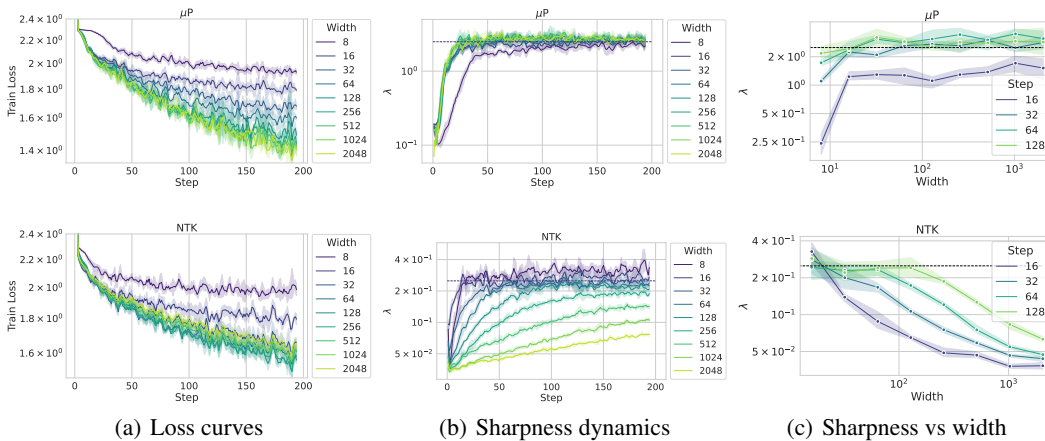 μP
Train Loss
2.4 × 10⁰
2.2 × 10⁰
2 × 10⁰
1.8 × 10⁰
1.6 × 10⁰
1.4 × 10⁰
0 50 100 150 200
Step
Width
8
16
32
64
128
256
512
1024
2048
μP
λ
10⁰
10⁻¹
0 50 100 150 200
Step
Width
8
16
32
64
128
256
512
1024
2048
μP
λ
2 × 10⁰
10⁰
5 × 10⁻¹
2.5 × 10⁻¹
10¹ 10² 10³
Width
Step
16
32
64
128
NTK
Train Loss
2.4 × 10⁰
2.2 × 10⁰
2 × 10⁰
1.8 × 10⁰
1.6 × 10⁰
0 50 100 150 200
Step
Width
8
16
32
64
128
256
512
1024
2048
NTK
λ
4 × 10⁻¹
2 × 10⁻¹
10⁻¹
5 × 10⁻²
0 50 100 150 200
Step
Width
8
16
32
64
128
256
512
1024
2048
NTK
λ
4 × 10⁻¹
2 × 10⁻¹
10⁻¹
5 × 10⁻²
10² 10³
Width
Step
16
32
64
128
(a) Loss curves
(b) Sharpness dynamics
(c) Sharpness vs width